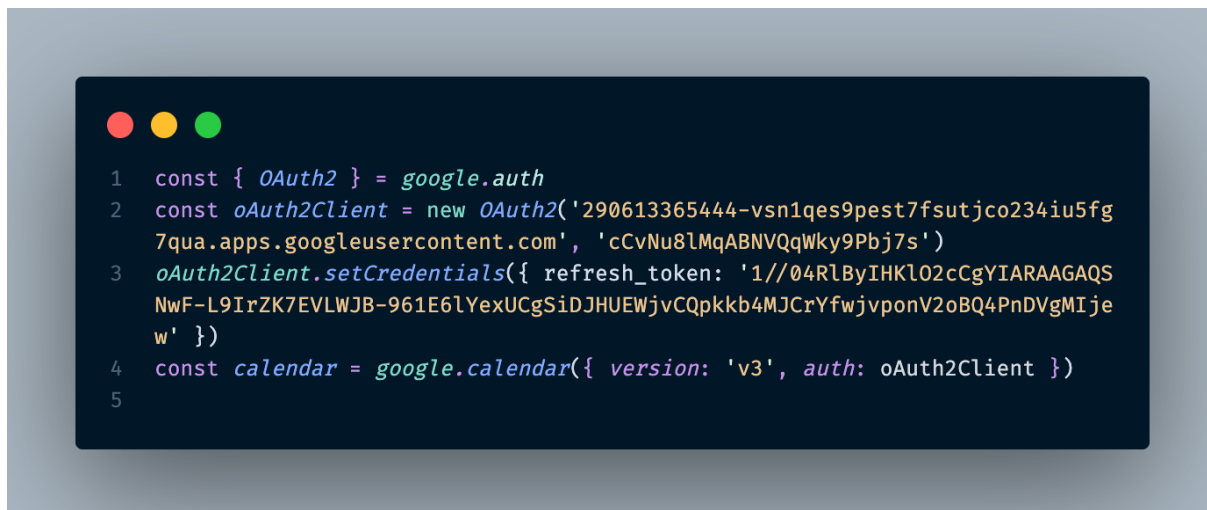 1 const { OAuth2 } = google.auth
2 const oAuth2Client = new OAuth2('290613365444-vsn1qes9pest7fsutjco234iu5fg
7qua.apps.googleusercontent.com', 'cCvNu8lMqABNVQqWky9Pbj7s')
3 oAuth2Client.setCredentials({ refresh_token: '1//04RlByIHKlO2cCgYIARAAGAQS
NwF-L9IrZK7EVLWJB-961E6lYexUCgSiDJHUEWjvCQpkkb4MJCrYfwjvponV2oBQ4PnDVgMIje
w' })
4 const calendar = google.calendar({ version: 'v3', auth: oAuth2Client })
5